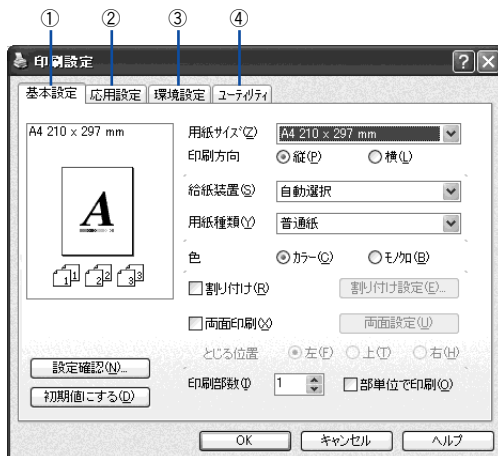 ① ② ③ ④
印刷設定
基本設定 応用設定 環境設定 ユーティリティ
A4 210 x 297 mm
A
1 1 2 2 3 3
設定確認(N)...
初期値にする(D)
用紙サイズ(Z) A4 210 x 297 mm
印刷方向 縦(P) 横(L)
給紙装置(S) 自動選択
用紙種類(Y) 普通紙
色 カラー(C) モノクロ(B)
割り付け(R) 割り付け設定(E)...
両面印刷(X) 両面設定(U)
とじる位置 左(F) 上(T) 右(H)
印刷部数(I) 1 部単位で印刷(O)
OK キャンセル ヘルプ